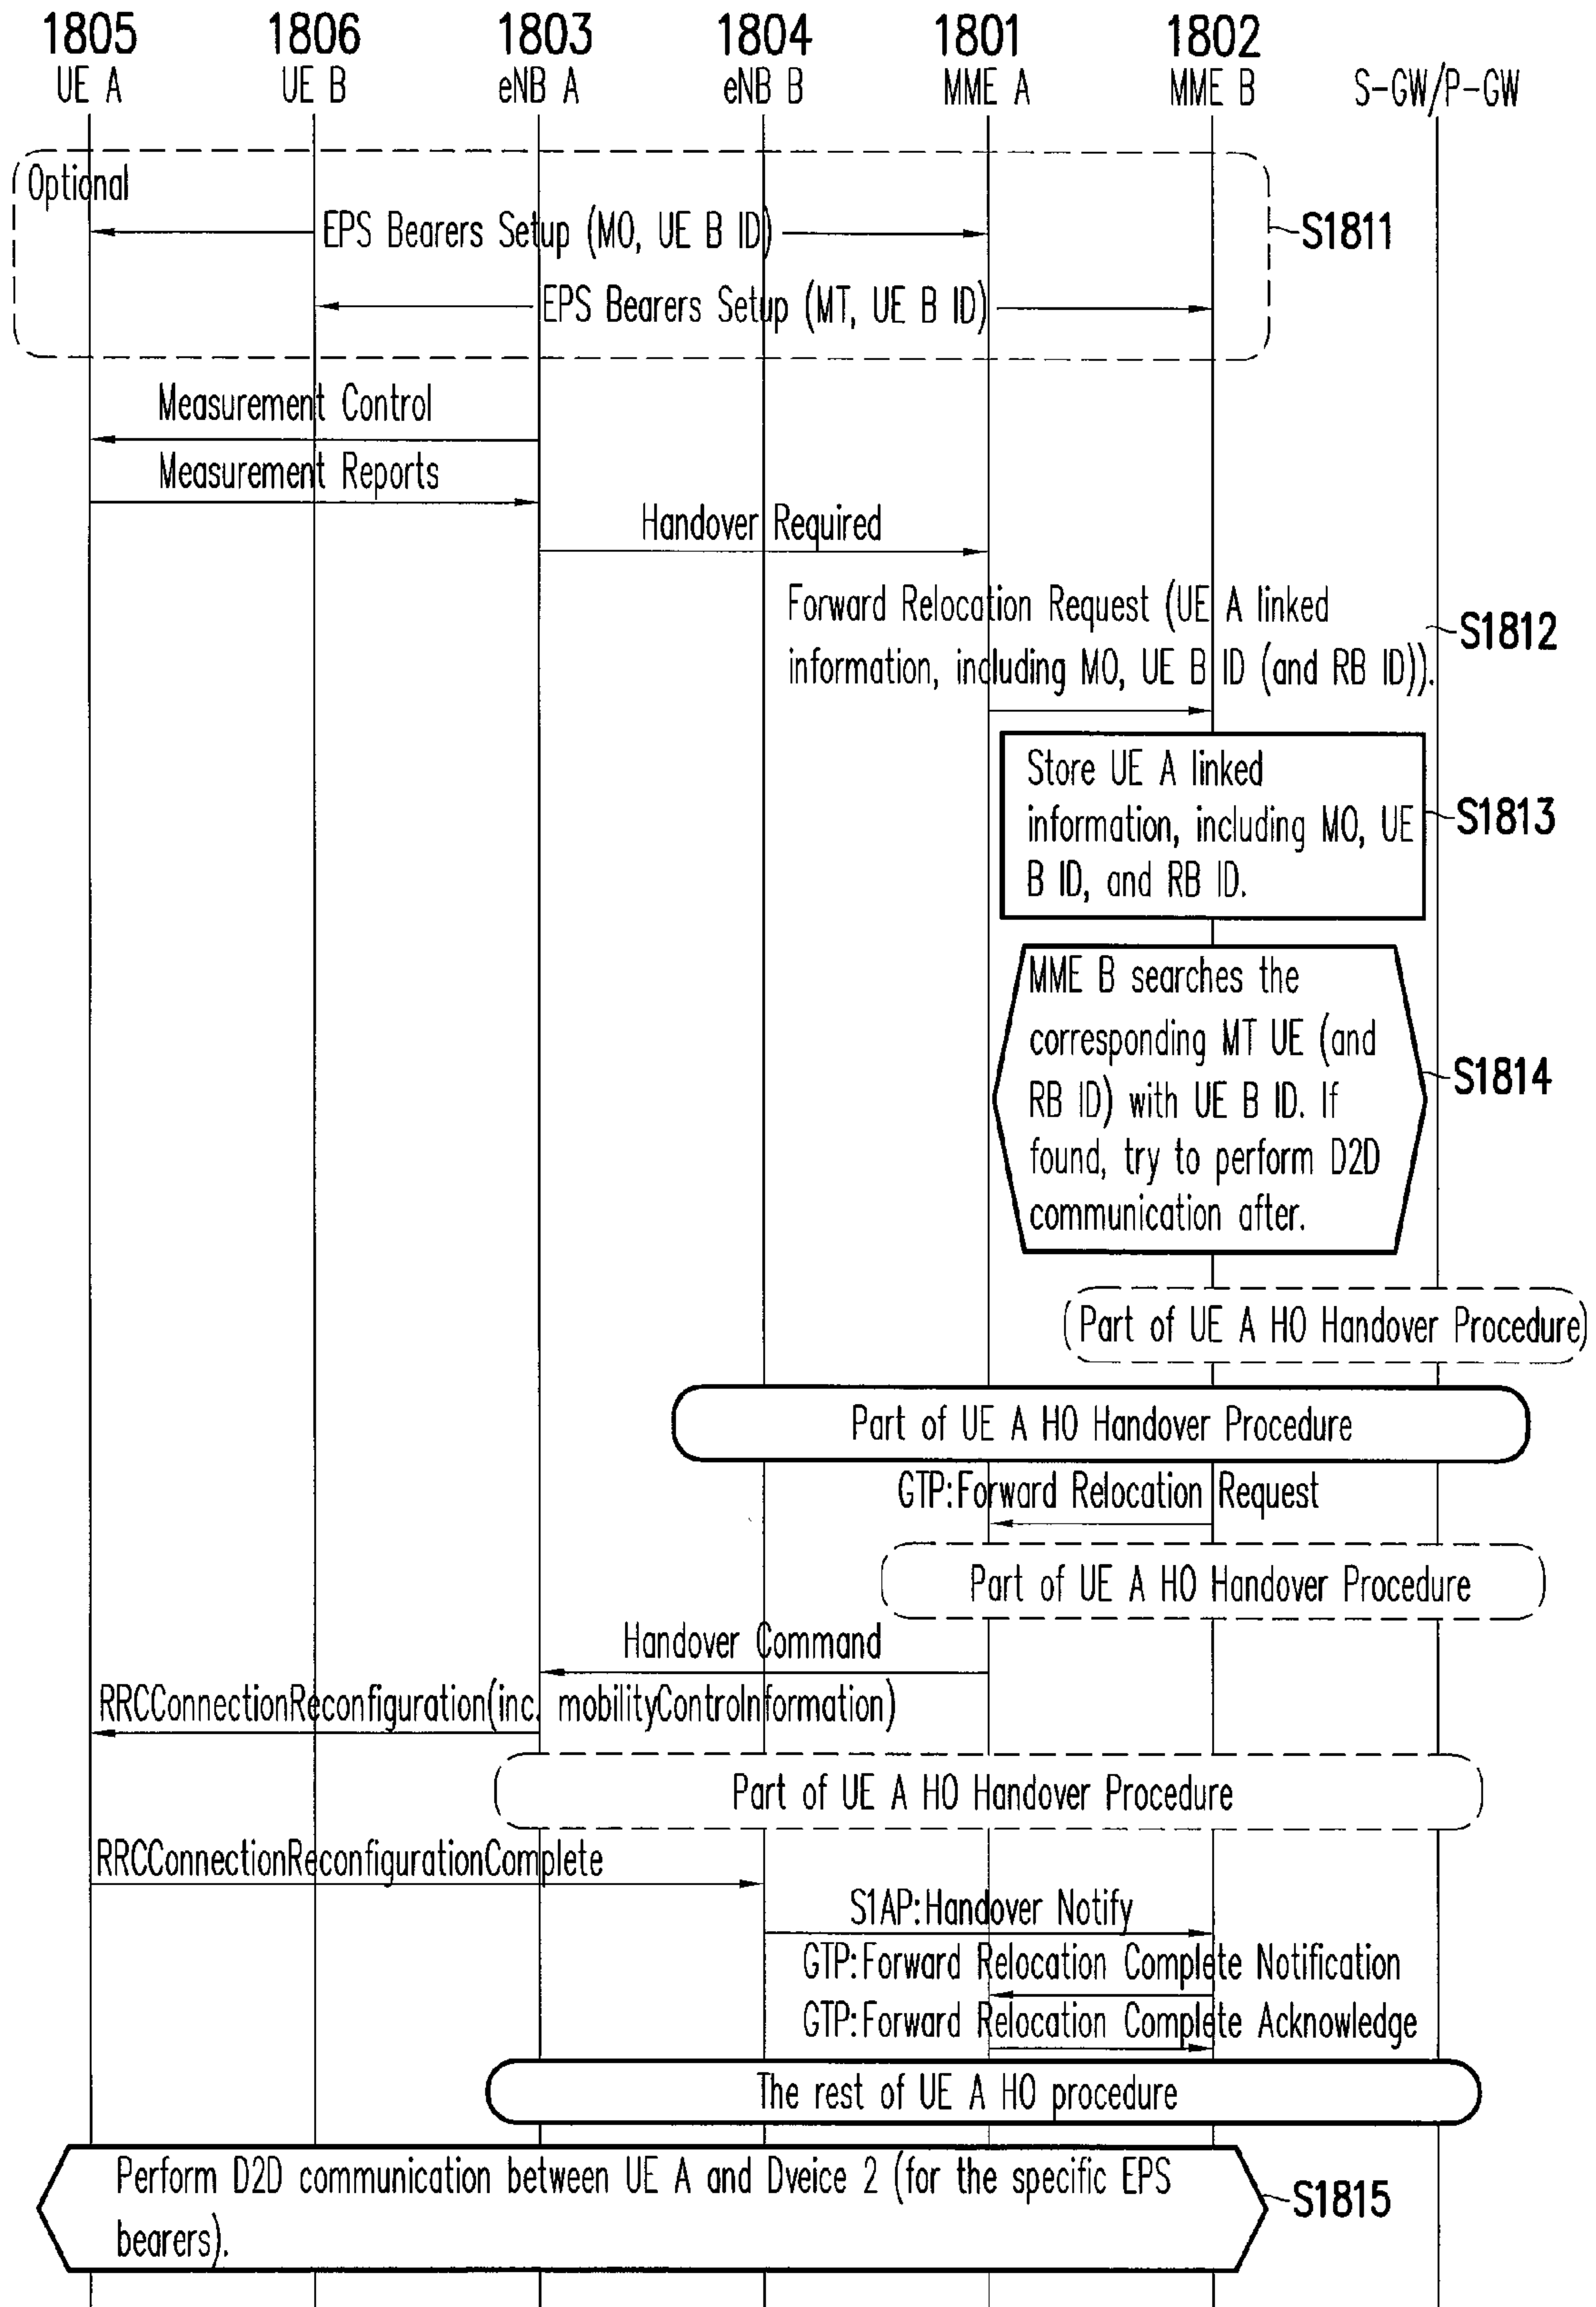 1805 1806 1803 1804 1801 1802
UE A UE B eNB A eNB B MME A MME B S-GW/P-GW
Optional
EPS Bearers Setup (MO, UE B ID)
S1811
EPS Bearers Setup (MT, UE B ID)
Measurement Control
Measurement Reports
Handover Required
Forward Relocation Request (UE A linked
information, including MO, UE B ID (and RB ID)).
S1812
Store UE A linked
information, including MO, UE
B ID, and RB ID.
S1813
MME B searches the
corresponding MT UE (and
RB ID) with UE B ID. If
found, try to perform D2D
communication after.
S1814
Part of UE A HO Handover Procedure
Part of UE A HO Handover Procedure
GTP:Forward Relocation Request
Part of UE A HO Handover Procedure
Handover Command
RRCConnectionReconfiguration(inc. mobilityControInformation)
Part of UE A HO Handover Procedure
RRCConnectionReconfigurationComplete
S1AP:Handover Notify
GTP:Forward Relocation Complete Notification
GTP:Forward Relocation Complete Acknowledge
The rest of UE A HO procedure
Perform D2D communication between UE A and Dveice 2 (for the specific EPS
bearers).
S1815